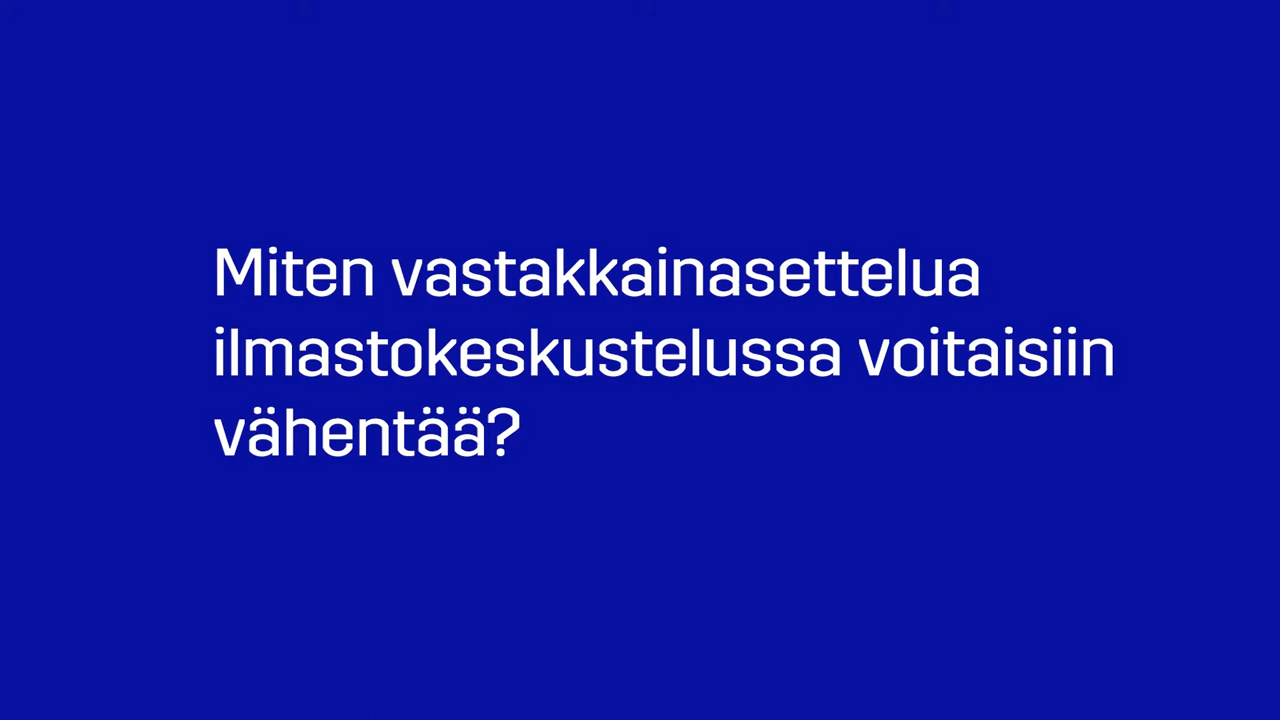 Miten vastakkainasettelua
ilmastokeskustelussa voitaisiin
vähentää?